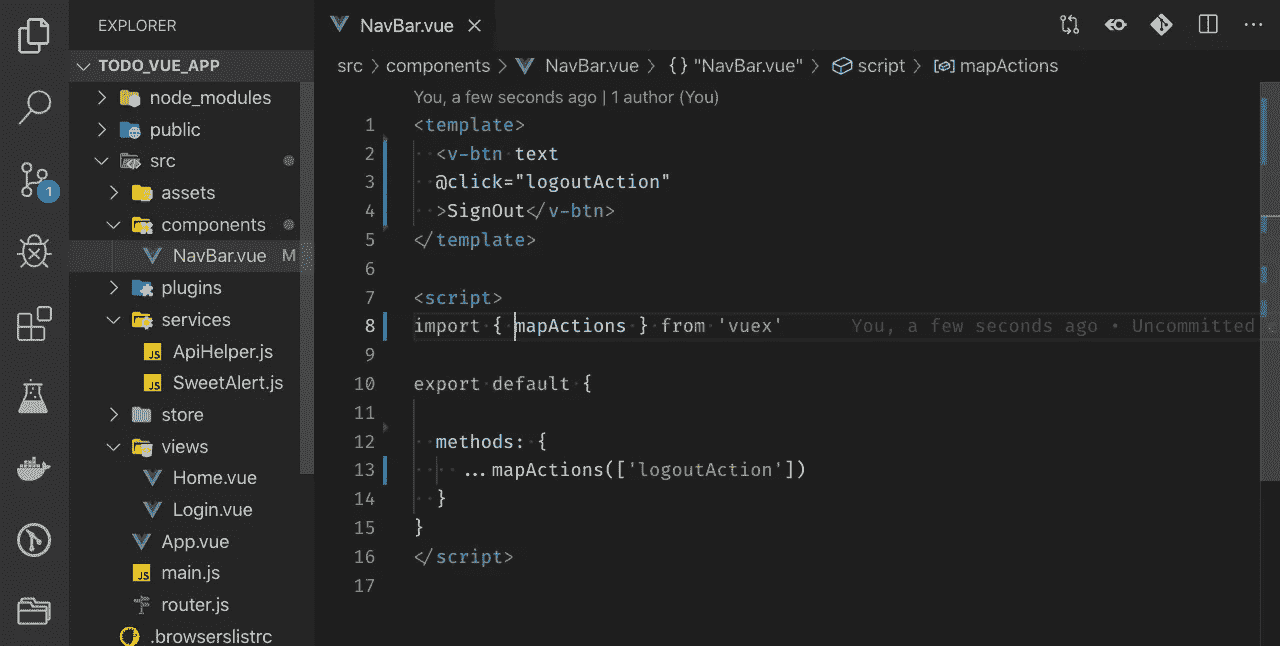 EXPLORER
TODO_VUE_APP
node_modules
public
src
assets
components
NavBar.vue M
plugins
services
JS ApiHelper.js
JS SweetAlert.js
store
views
Home.vue
Login.vue
App.vue
JS main.js
router.js
.browserslistrc
1
NavBar.vue
src > components > NavBar.vue > {} "NavBar.vue" > script > mapActions
You, a few seconds ago | 1 author (You)
1 <template>
2 <v-btn text
3 @click="logoutAction"
4 >SignOut</v-btn>
5 </template>
6
7 <script>
8 import { mapActions } from 'vuex' You, a few seconds ago • Uncommitted
9
10 export default {
11
12 methods: {
13 ...mapActions(['logoutAction'])
14 }
15 }
16 </script>
17